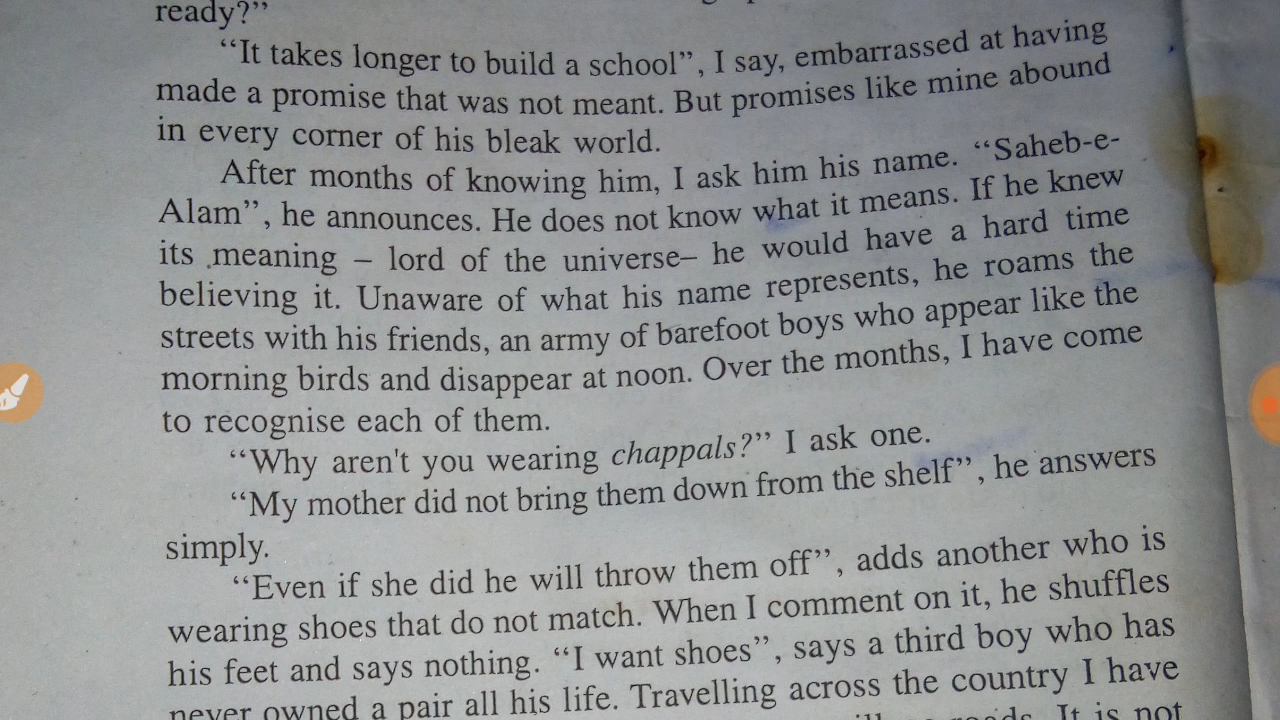 ready?”
“It takes longer to build a school”, I say, embarrassed at having
made a promise that was not meant. But promises like mine abound
in every corner of his bleak world.
After months of knowing him, I ask him his name. “Saheb-e-
Alam”, he announces. He does not know what it means. If he knew
its meaning – lord of the universe– he would have a hard time
believing it. Unaware of what his name represents, he roams the
streets with his friends, an army of barefoot boys who appear like the
morning birds and disappear at noon. Over the months, I have come
to recognise each of them.
“Why aren't you wearing chappals?” I ask one.
“My mother did not bring them down from the shelf”, he answers
simply.
“Even if she did he will throw them off”, adds another who is
wearing shoes that do not match. When I comment on it, he shuffles
his feet and says nothing. “I want shoes”, says a third boy who has
never owned a pair all his life. Travelling across the country I have
It is not